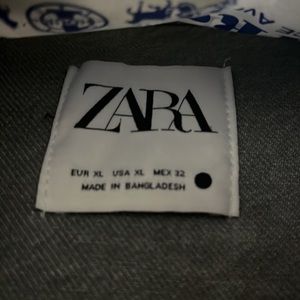 ZARA
EUR XL USA XL MEX 32
MADE IN BANGLADESH